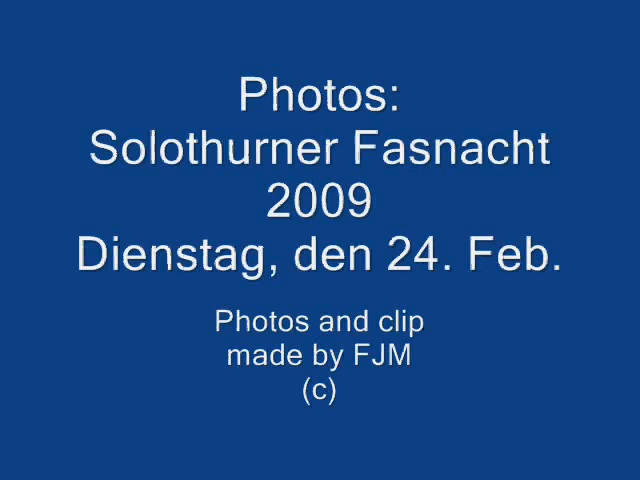 Photos:
Solothurner Fasnacht
2009
Dienstag, den 24. Feb.
Photos and clip
made by FJM
(c)